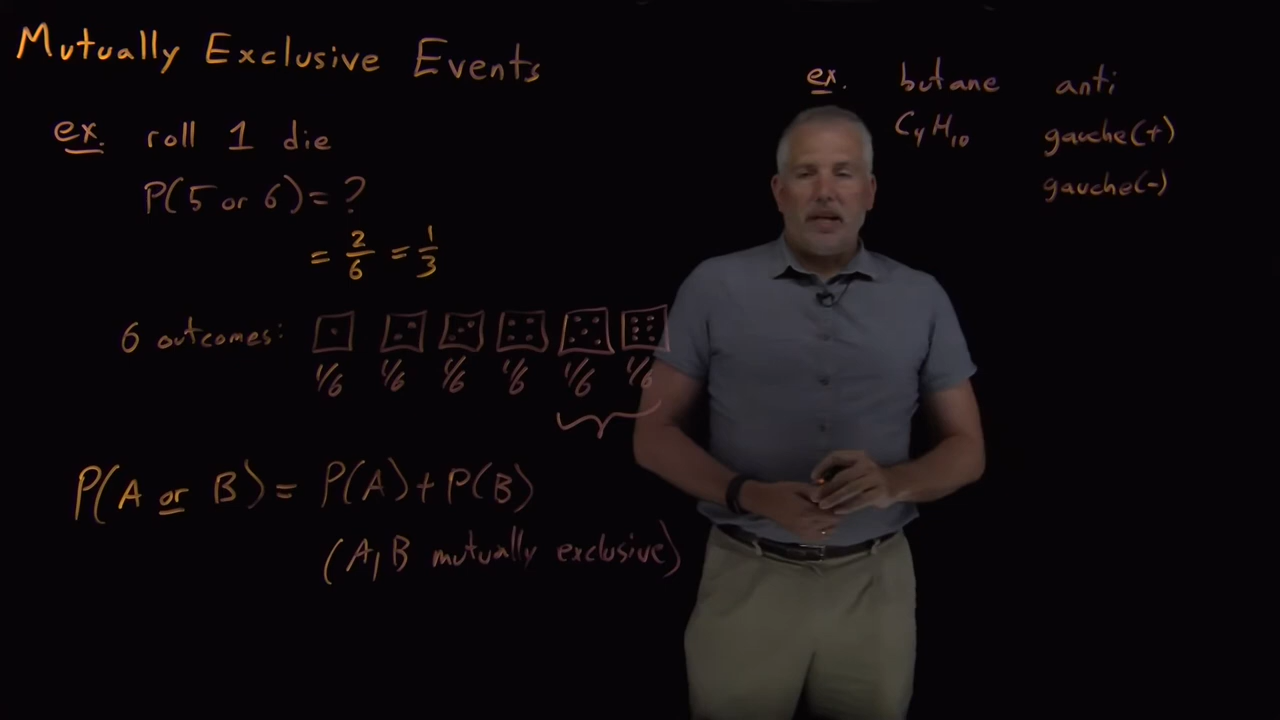 Mutually Exclusive Events
ex. roll 1 die
P(5 or 6) = ?
= 2/6 = 1/3
6 outcomes:
1/6 1/6 1/6 1/6 1/6 1/6
P(A or B) = P(A) + P(B)
(A, B mutually exclusive)
ex. butane anti
C4H10 gauche(+)
gauche(-)